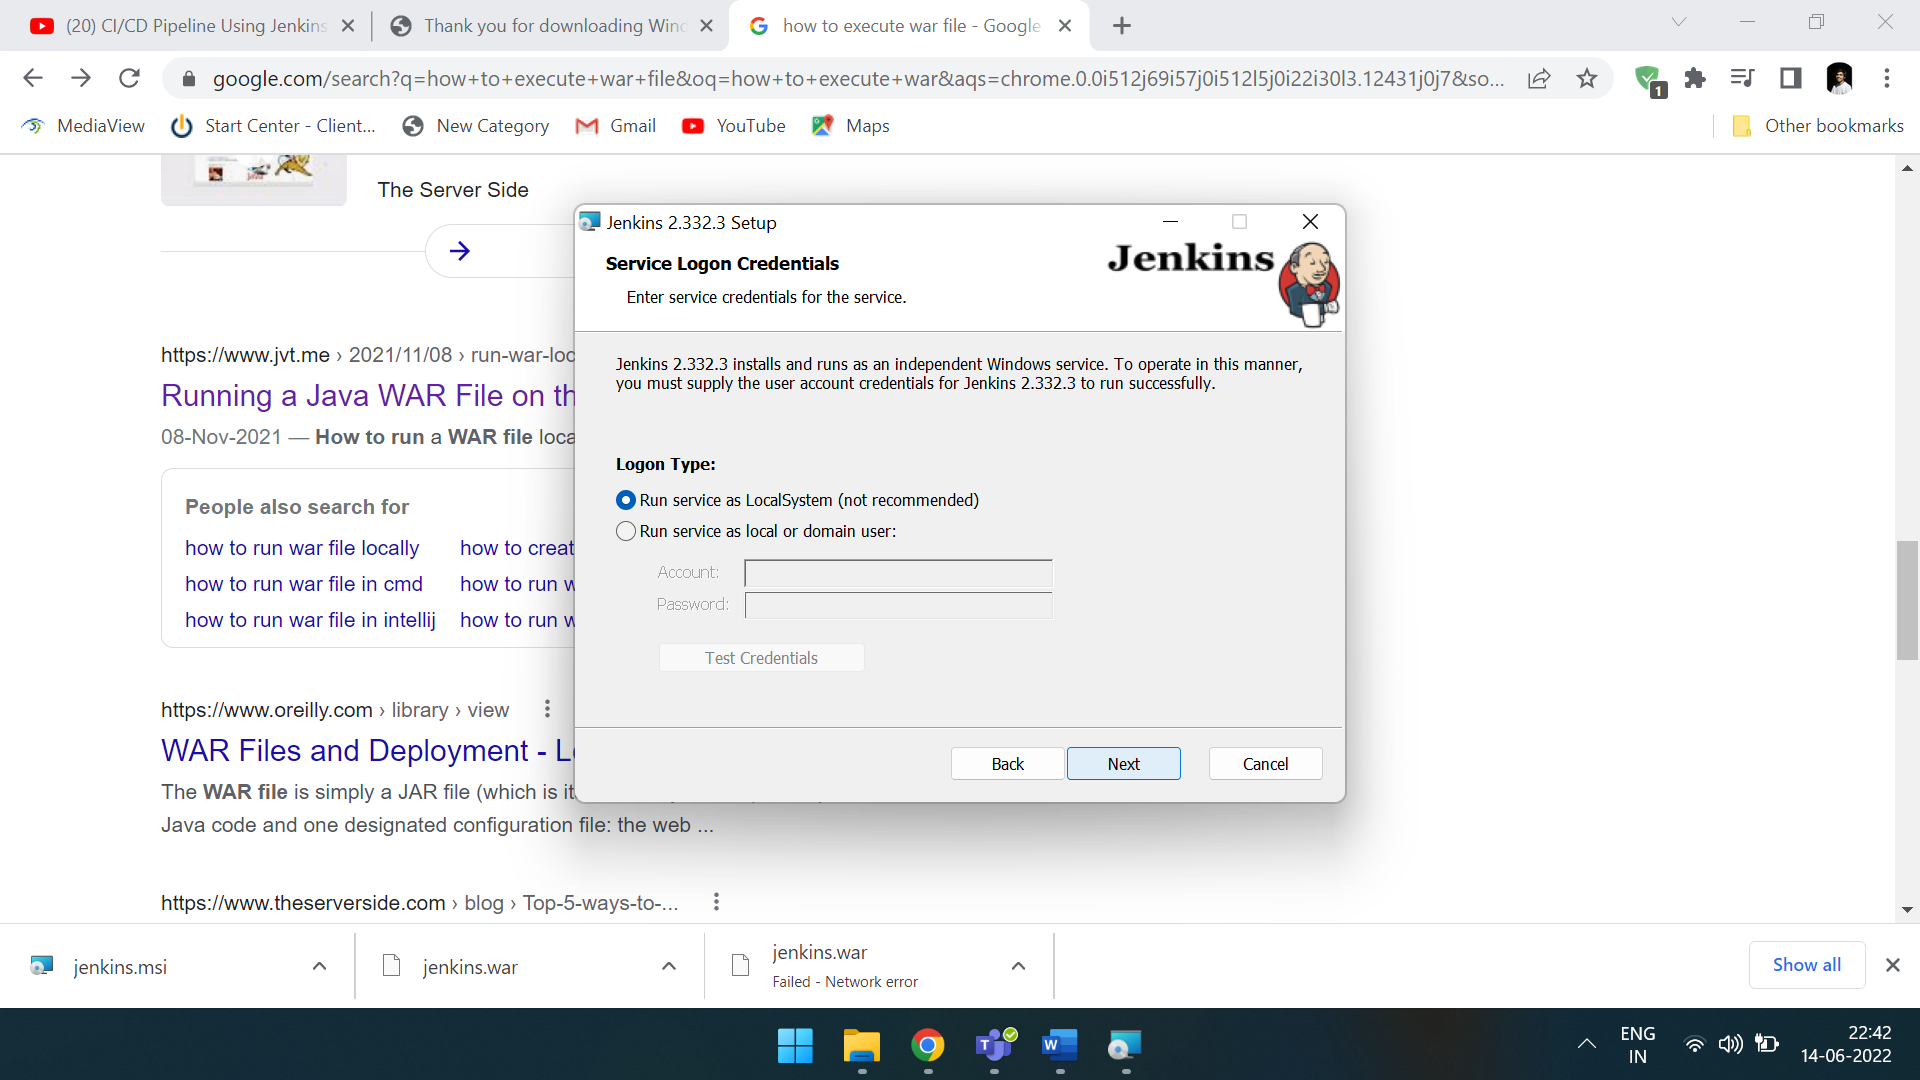 (20) CI/CD Pipeline Using Jenkins
Thank you for downloading Wind
how to execute war file - Google
google.com/search?q=how+to+execute+war+file&oq=how+to+execute+war&aqs=chrome.0.0i512j69i57j0i512l5j0i22i30l3.12431j0j7&so...
1
MediaView
Start Center - Client...
New Category
Gmail
YouTube
Maps
Other bookmarks
The Server Side
https://www.jvt.me › 2021/11/08 › run-war-loc
Running a Java WAR File on th
08-Nov-2021 — How to run a WAR file loca
People also search for
how to run war file locally
how to creat
how to run war file in cmd
how to run w
how to run war file in intellij
how to run w
https://www.oreilly.com › library › view
WAR Files and Deployment - L
The WAR file is simply a JAR file (which is it
Java code and one designated configuration file: the web ...
https://www.theserverside.com › blog › Top-5-ways-to-...
Jenkins 2.332.3 Setup
Jenkins
Service Logon Credentials
Enter service credentials for the service.
Jenkins 2.332.3 installs and runs as an independent Windows service. To operate in this manner,
you must supply the user account credentials for Jenkins 2.332.3 to run successfully.
Logon Type:
Run service as LocalSystem (not recommended)
Run service as local or domain user:
Account:
Password:
Test Credentials
Back
Next
Cancel
jenkins.msi
jenkins.war
jenkins.war
Failed - Network error
Show all
T
W
ENG
IN
22:42
14-06-2022